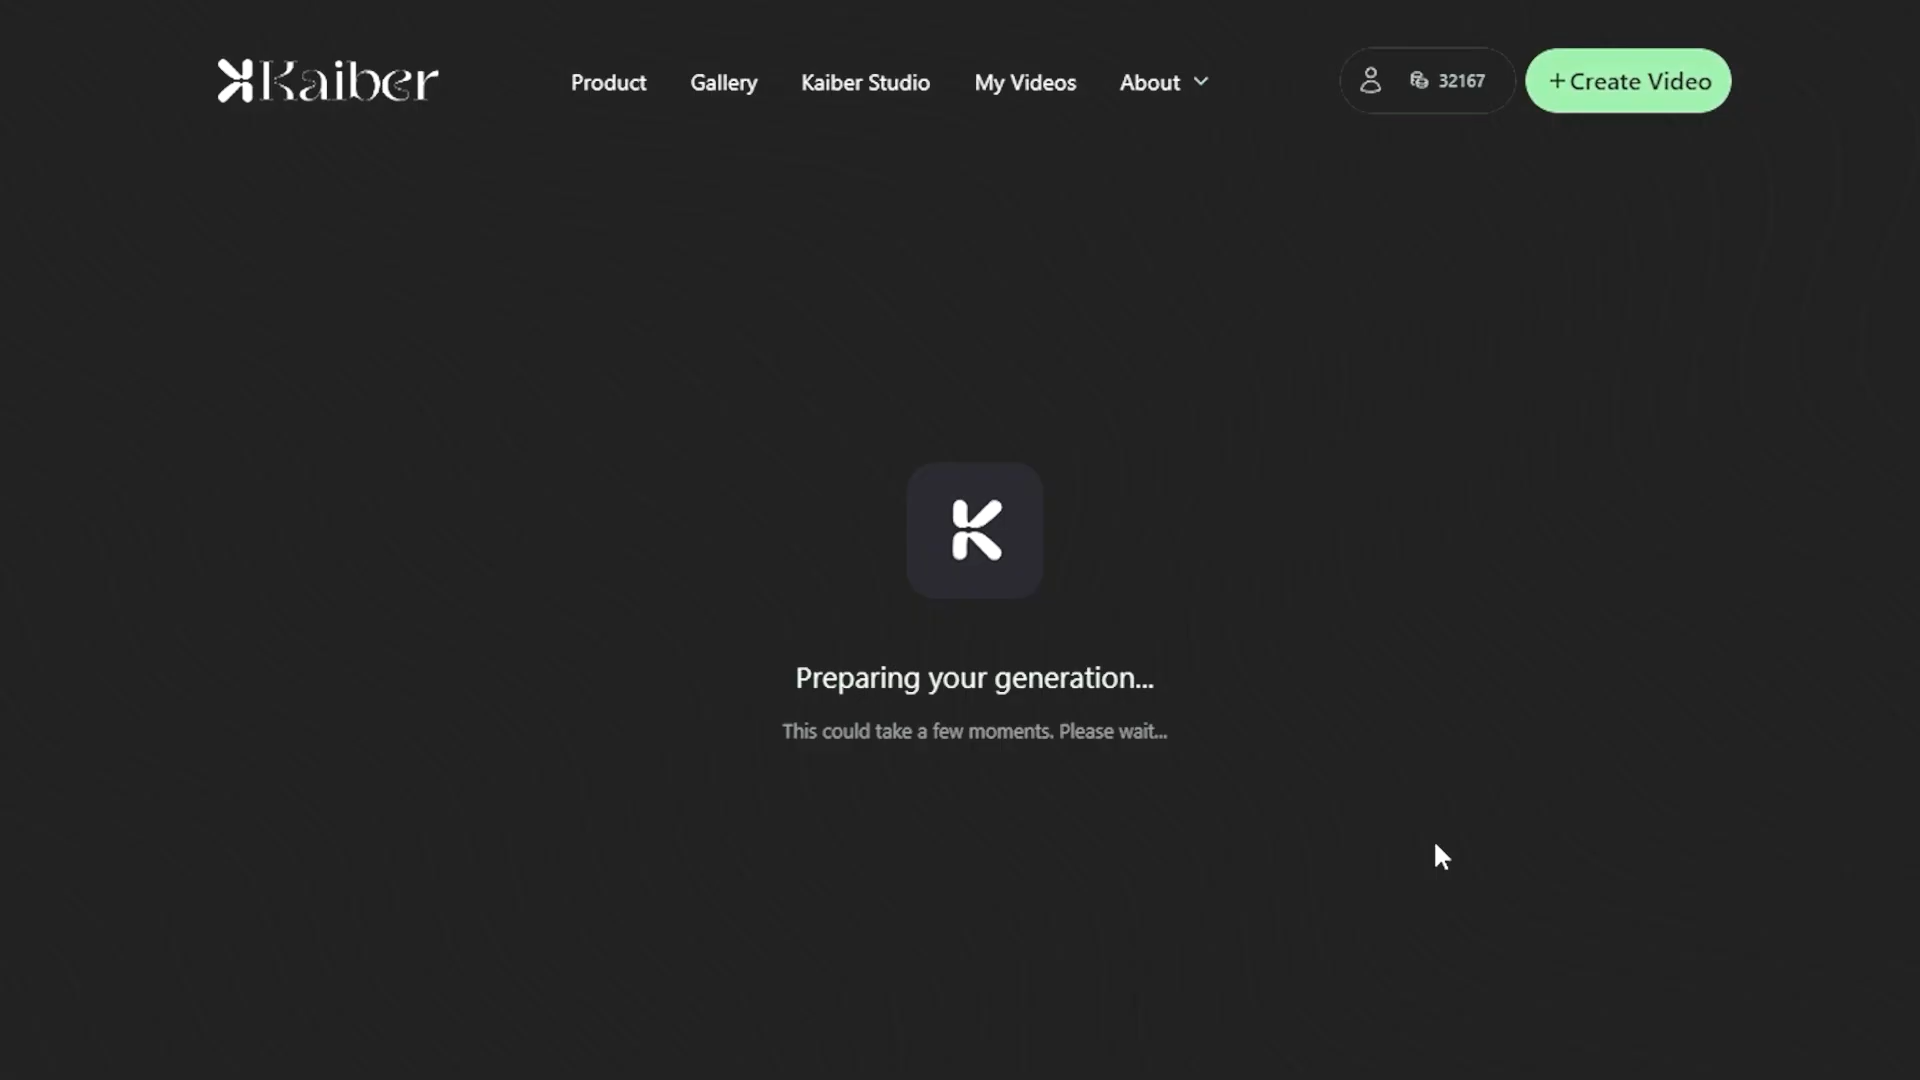 Kaiber
Product
Gallery
Kaiber Studio
My Videos
About
32167
+ Create Video
K
Preparing your generation...
This could take a few moments. Please wait...